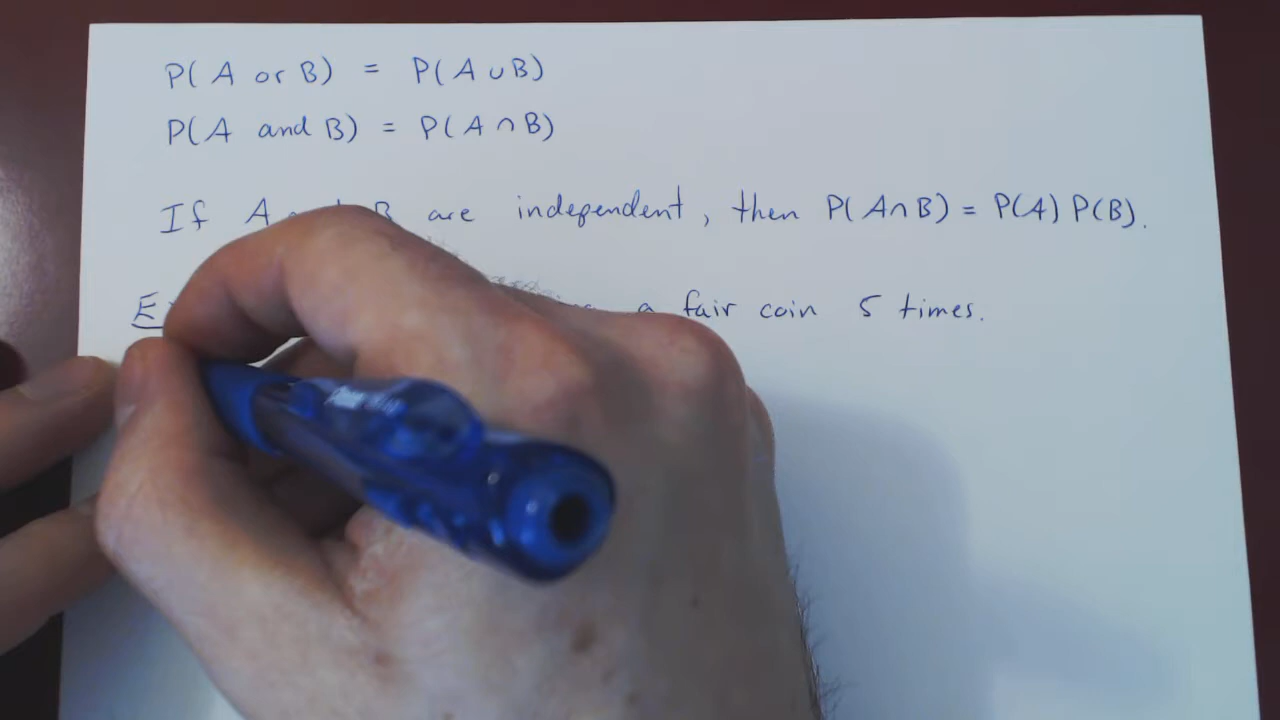 P(A or B) = P(A ∪ B)
P(A and B) = P(A ∩ B)
If A B are independent, then P(A∩B) = P(A) P(B).
a fair coin 5 times.